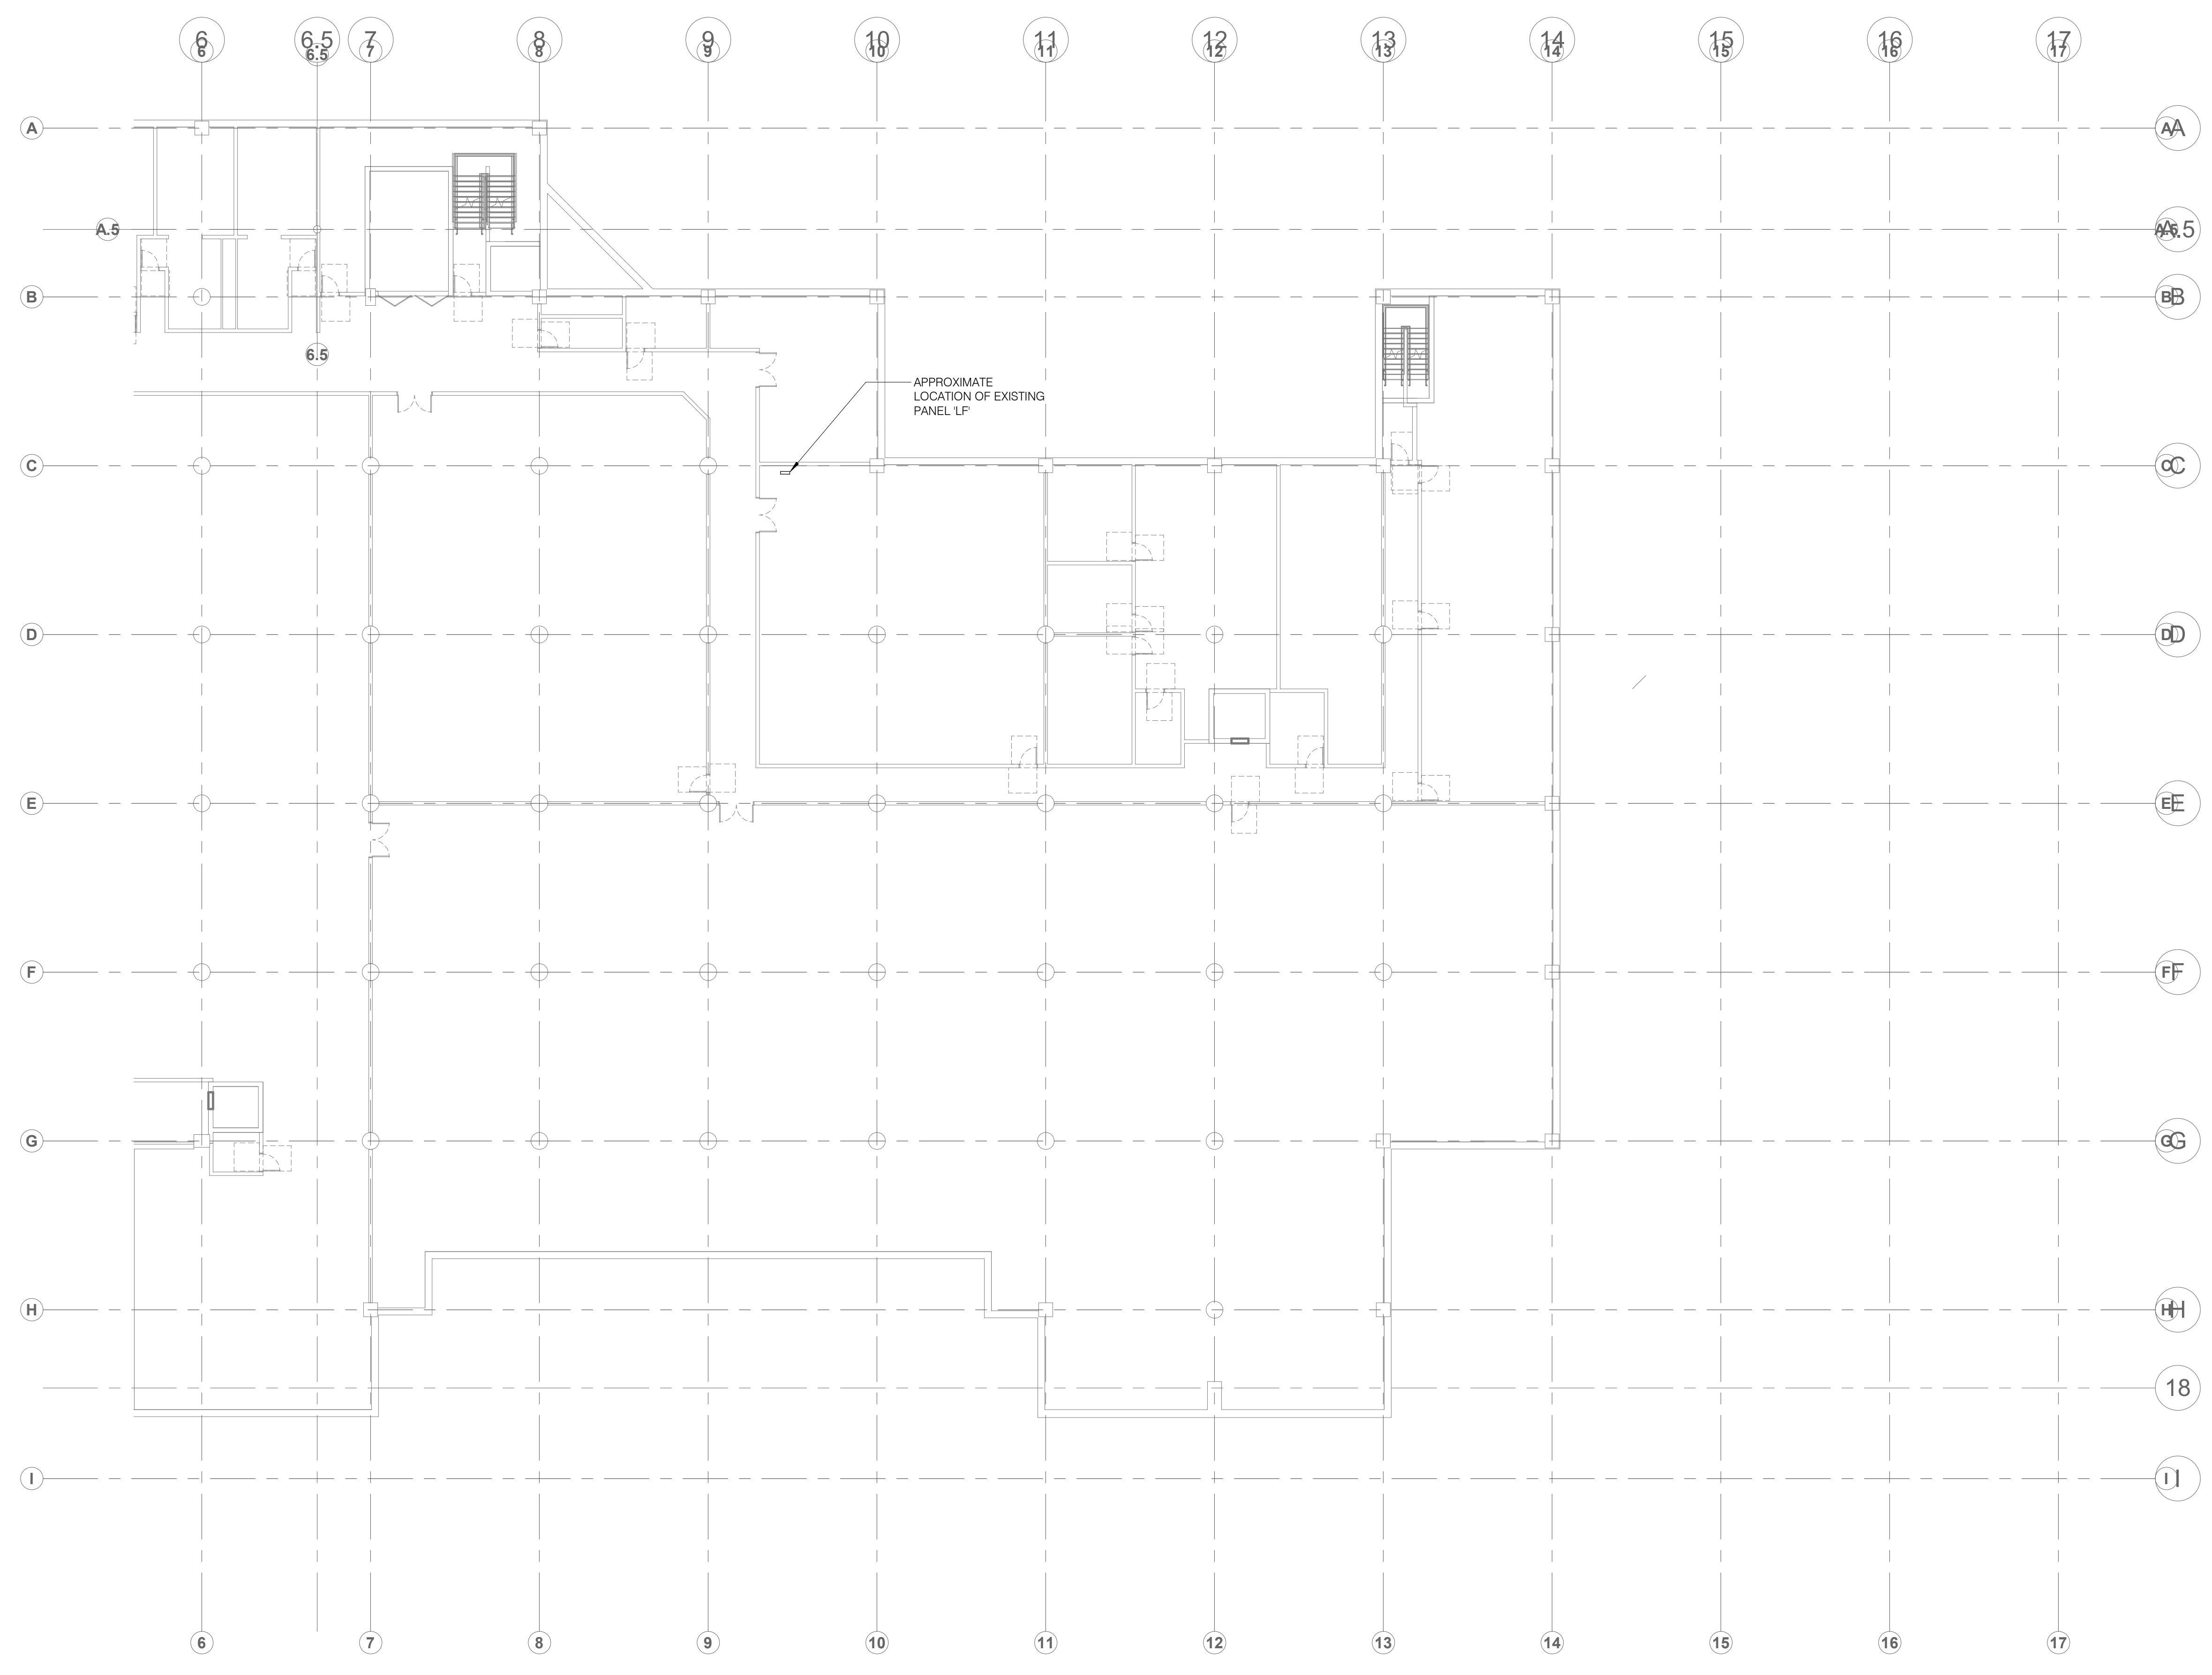 6 6.5 7 8 9 10 11 12 13 14 15 16 17
6 6.5 7 8 9 10 11 12 13 14 15 16 17
A A A
A.5 A.5 A.5
B B B
6.5
APPROXIMATE
LOCATION OF EXISTING
PANEL 'LF'
C C C
D D D
E E E
F F F
G G G
H H H
18
I I I
6 7 8 9 10 11 12 13 14 15 16 17